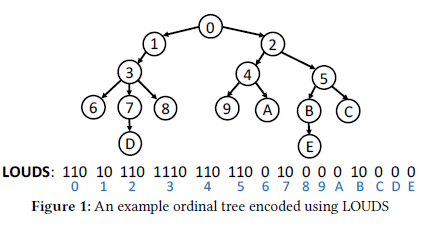 0
1 2
3 4 5
6 7 8 9 A B C
D E
LOUDS: 110 10 110 1110 110 110 0 10 0 0 0 10 0 0 0
0 1 2 3 4 5 6 7 8 9 A B C D E
Figure 1: An example ordinal tree encoded using LOUDS